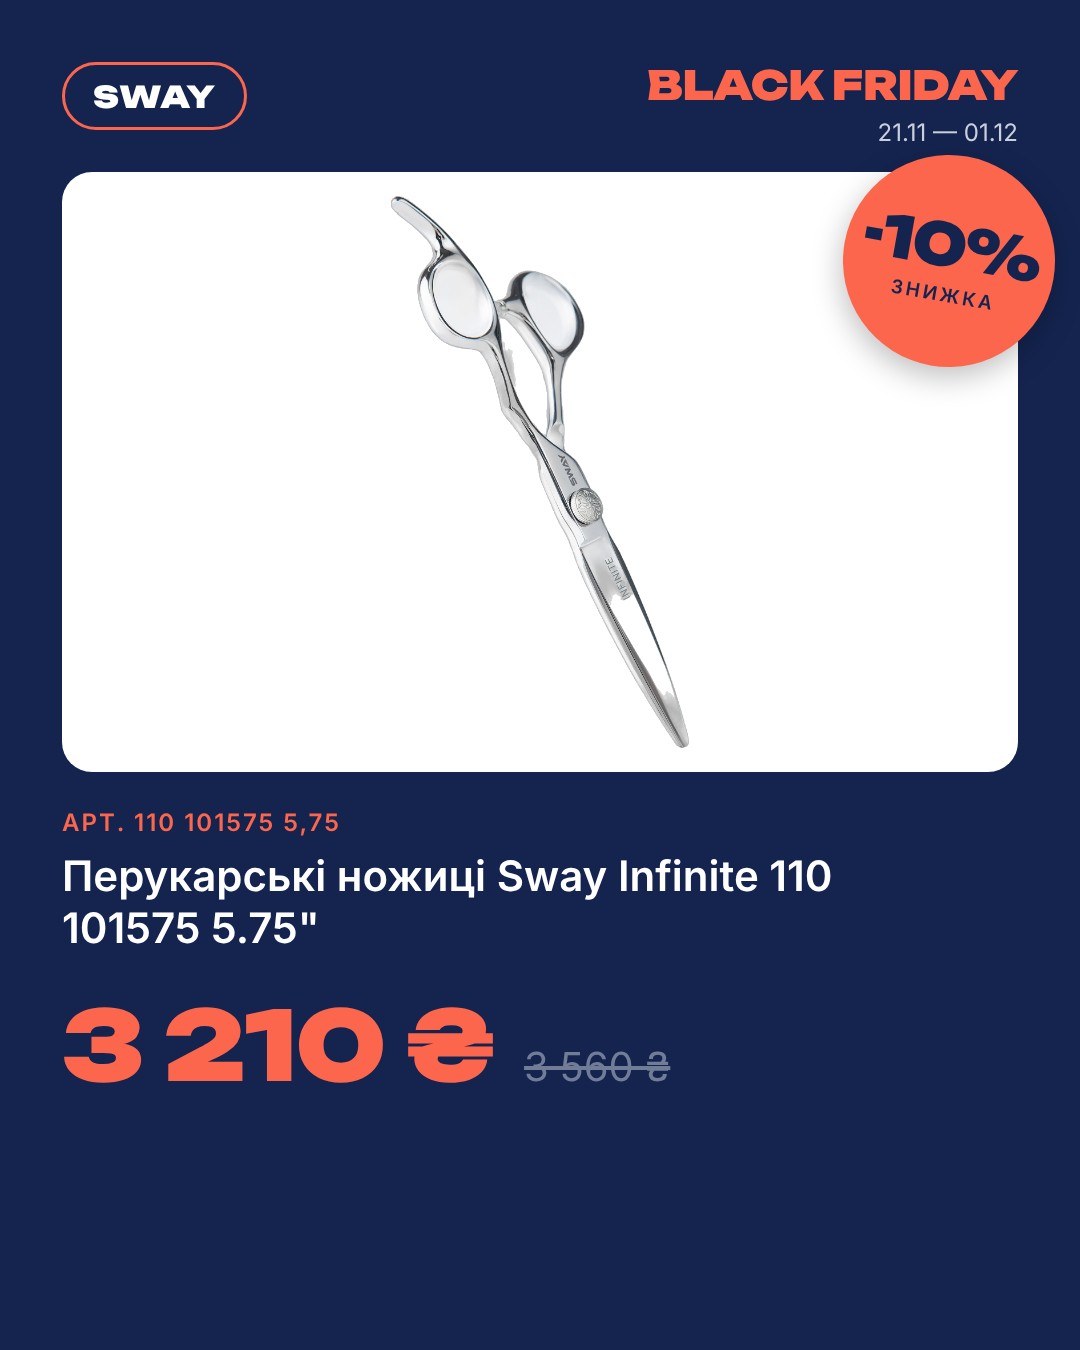 SWAY
BLACK FRIDAY
21.11 — 01.12
-10%
ЗНИЖКА
SWAY
INFINITE
АРТ. 110 101575 5,75
Перукарські ножиці Sway Infinite 110
101575 5.75"
3 210 ₴
3 560 ₴